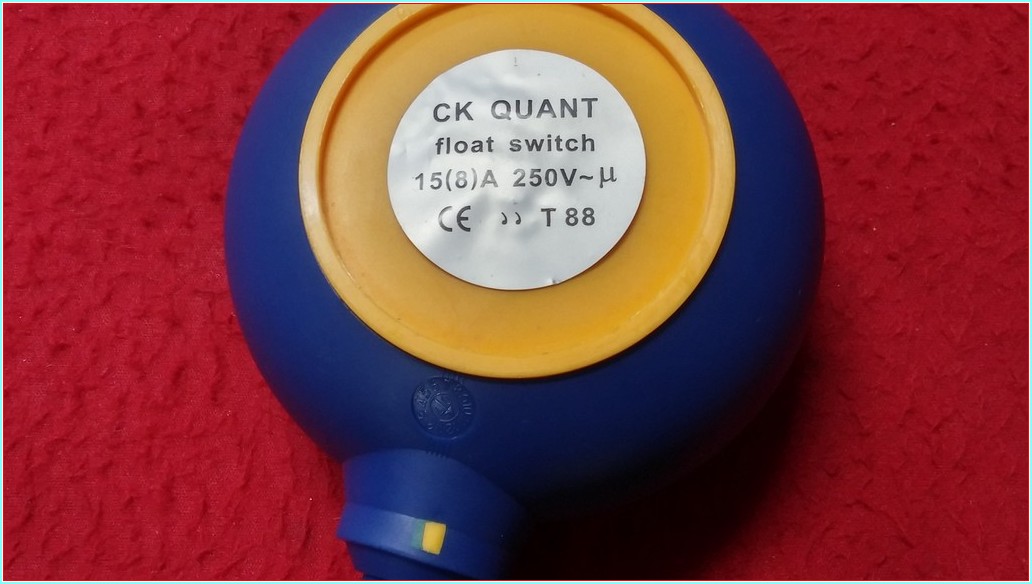 CK QUANT
float switch
15(8)A 250V~µ
CE T 88